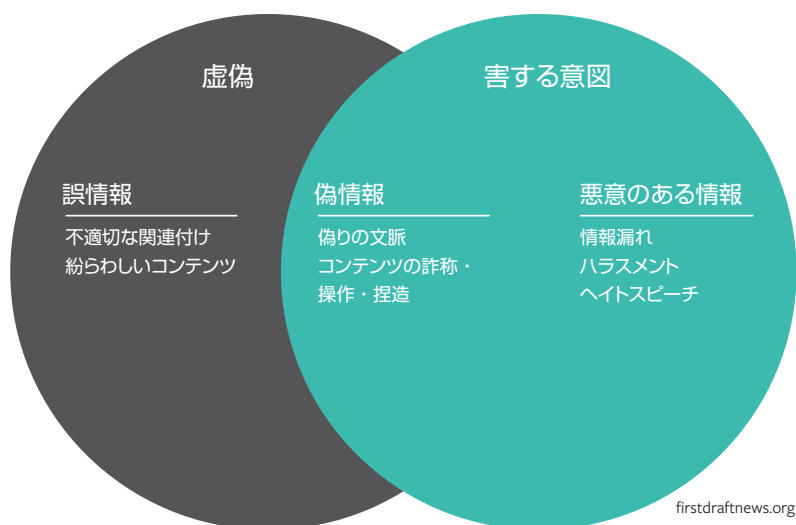 虚偽
害する意図
誤情報
不適切な関連付け
紛らわしいコンテンツ
偽情報
偽りの文脈
コンテンツの詐称・
操作・捏造
悪意のある情報
情報漏れ
ハラスメント
ヘイトスピーチ
firstdraftnews.org